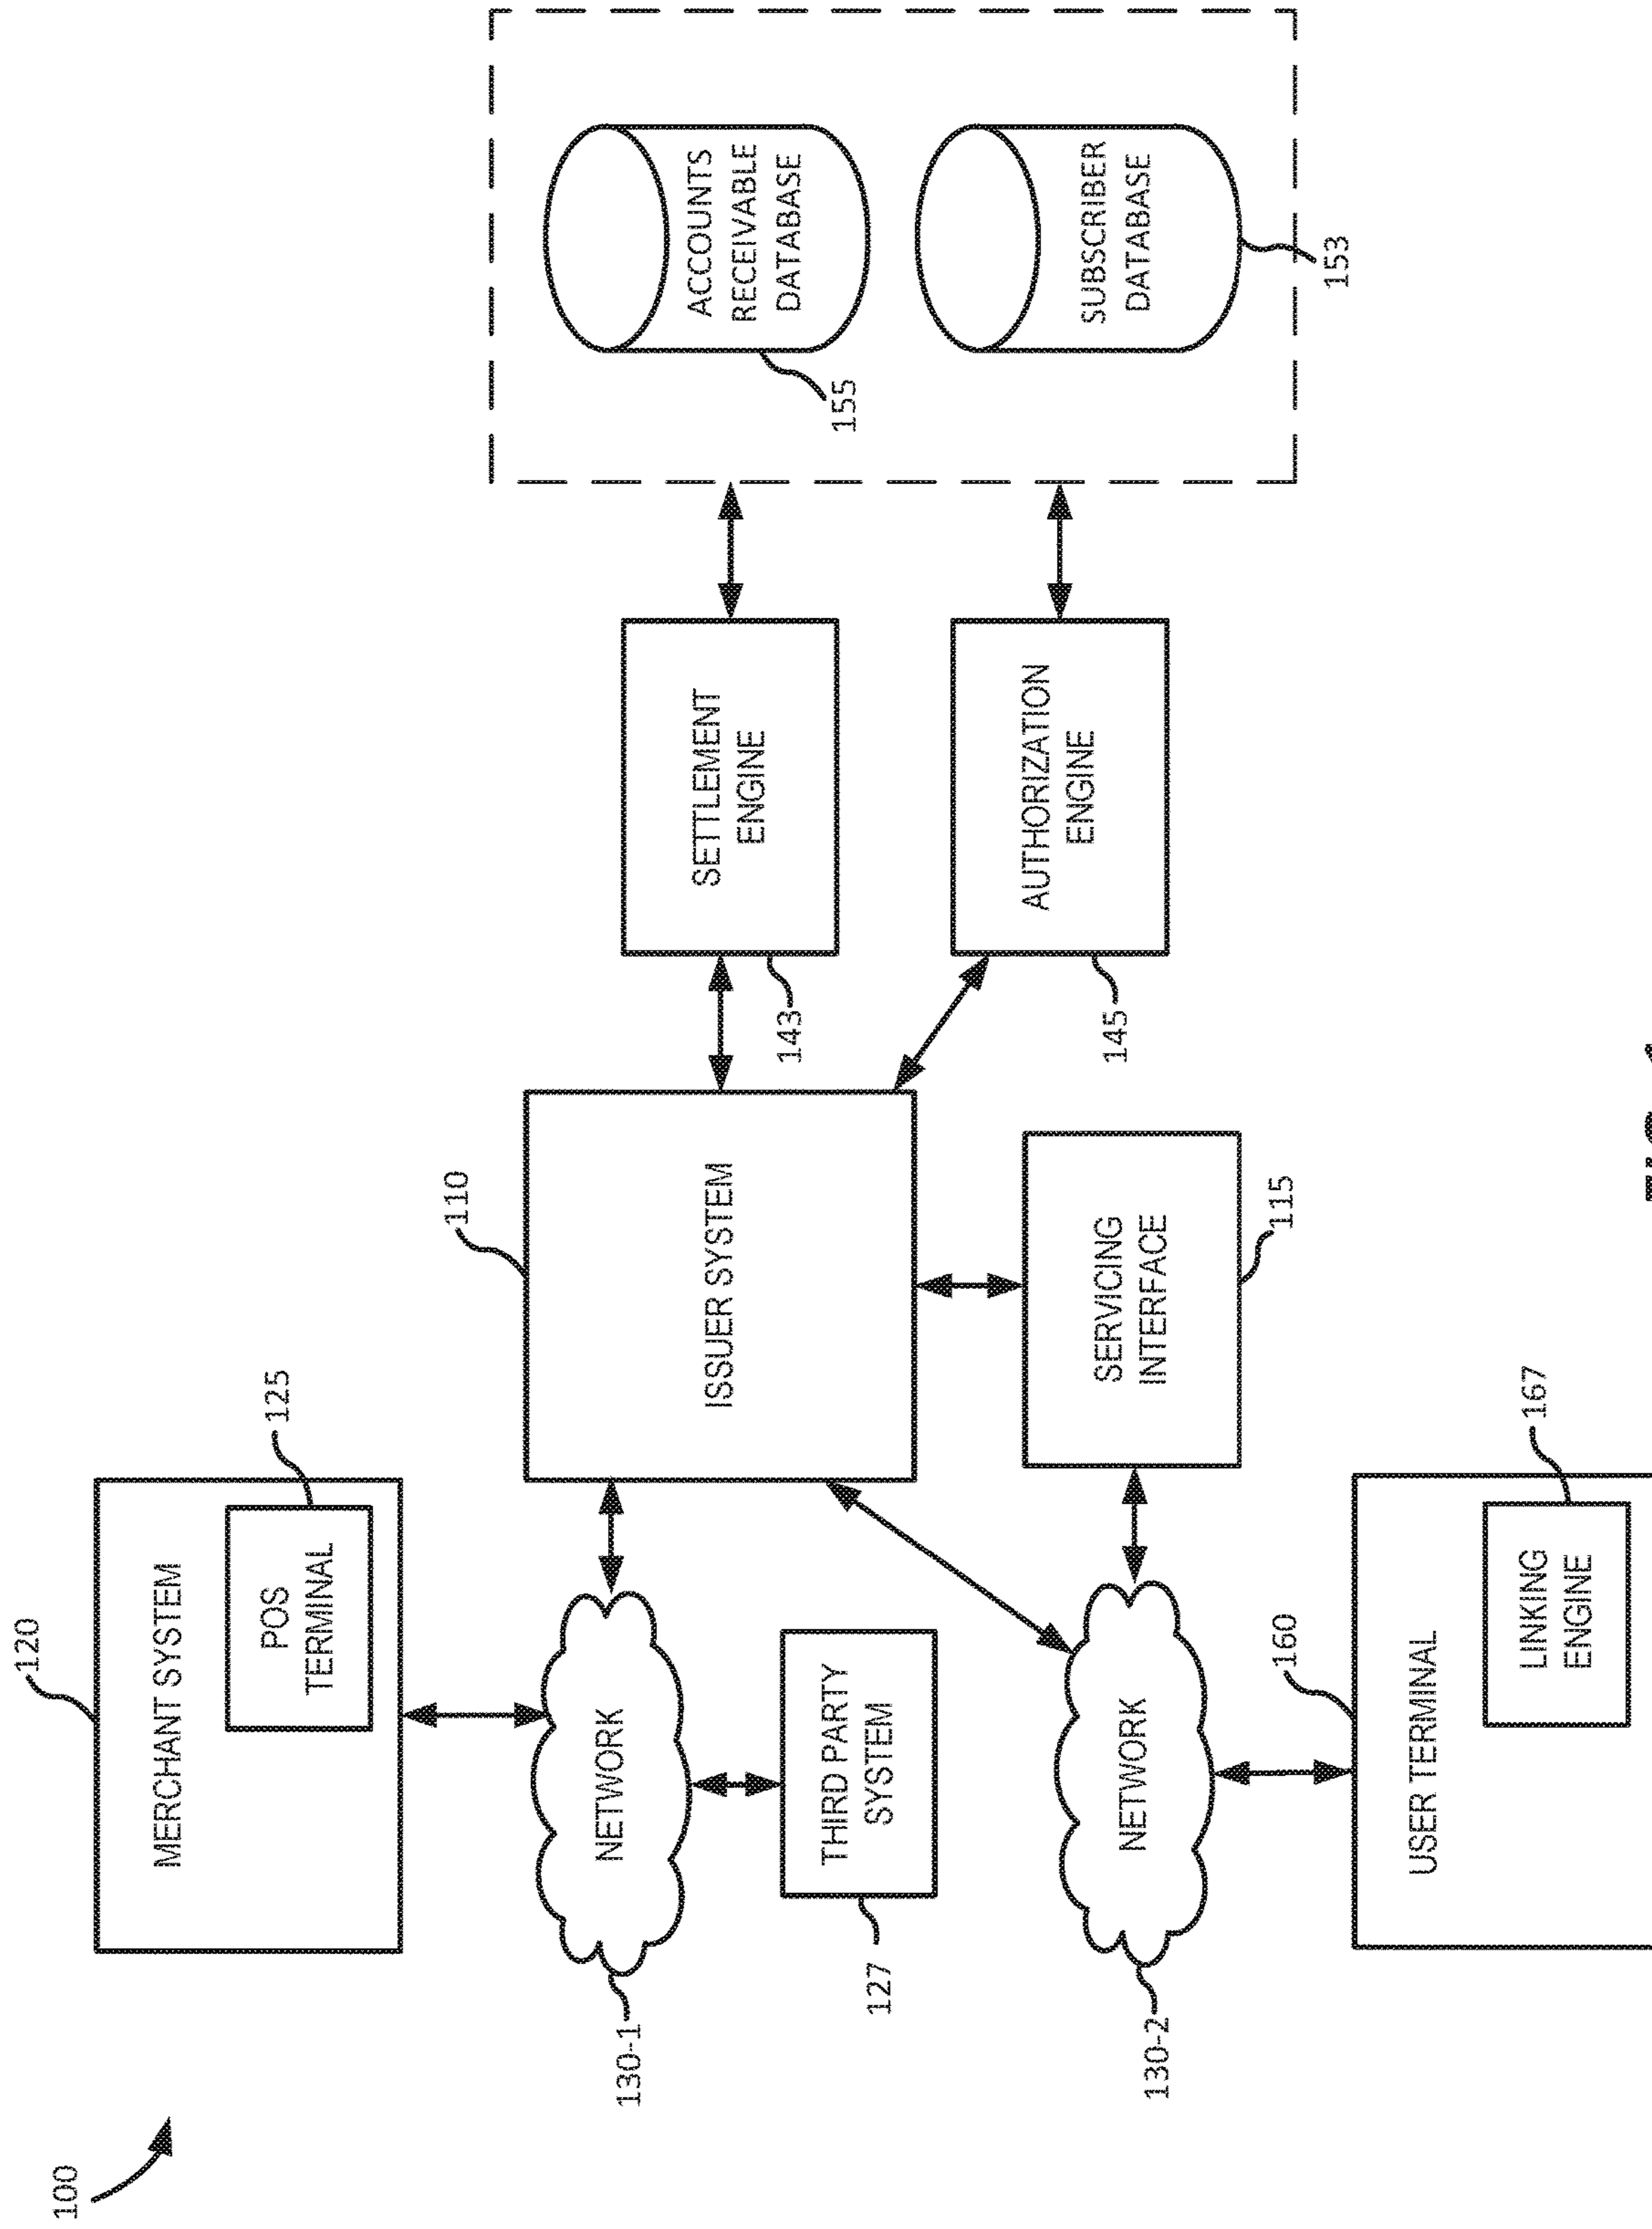 100
120
MERCHANT SYSTEM
125
POS
TERMINAL
130-1
NETWORK
127
THIRD PARTY
SYSTEM
110
ISSUER SYSTEM
143
SETTLEMENT
ENGINE
155
ACCOUNTS
RECEIVABLE
DATABASE
130-2
NETWORK
SERVICING
INTERFACE
115
145
AUTHORIZATION
ENGINE
SUBSCRIBER
DATABASE
153
160
USER TERMINAL
167
LINKING
ENGINE